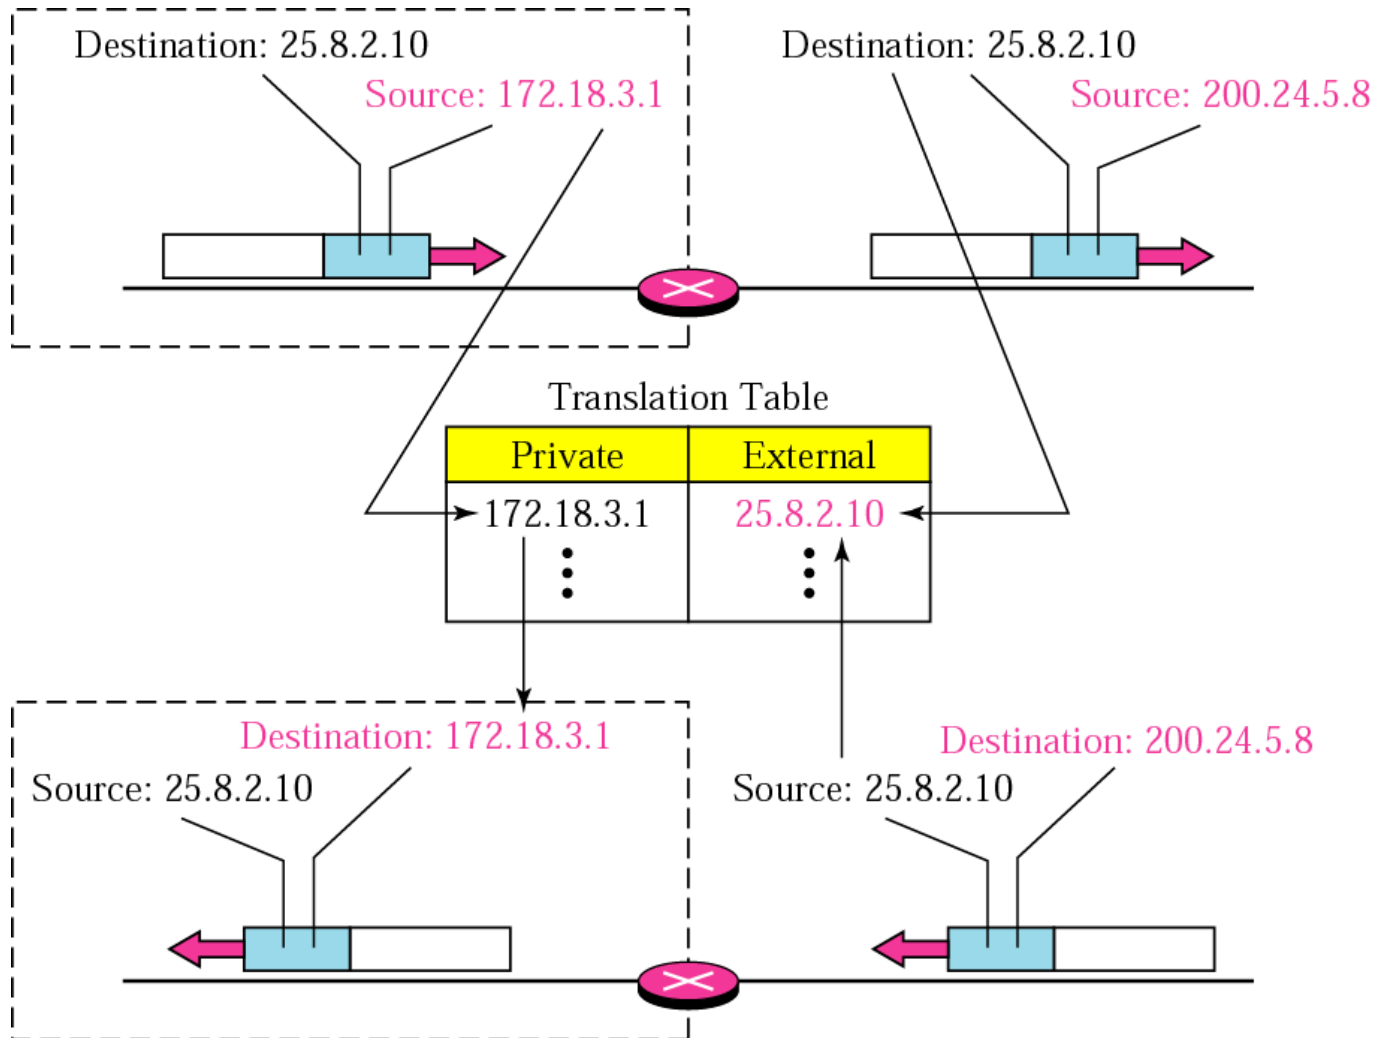 Destination: 25.8.2.10
Source: 172.18.3.1
Destination: 25.8.2.10
Source: 200.24.5.8
Translation Table
Private External
172.18.3.1 25.8.2.10
Destination: 172.18.3.1
Source: 25.8.2.10
Destination: 200.24.5.8
Source: 25.8.2.10